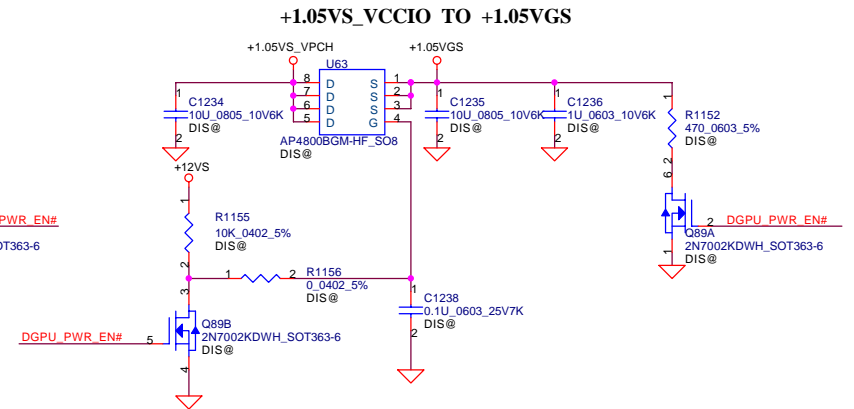 +1.05VS_VCCIO TO +1.05VGS
+1.05VS_VPCH
+1.05VGS
U63
8 D S 1
7 D S 2
6 D S 3
5 D G 4
AP4800BGM-HF_SO8
DIS@
1
C1234
10U_0805_10V6K
DIS@
2
1
C1235
10U_0805_10V6K
DIS@
2
1
C1236
1U_0603_10V6K
DIS@
2
1
R1152
470_0603_5%
DIS@
2
+12VS
1
R1155
10K_0402_5%
DIS@
2
PWR_EN#
OT363-6
6
2 DGPU_PWR_EN#
Q89A
2N7002KDWH_SOT363-6
DIS@
1
1 2
R1156
0_0402_5%
DIS@
1
C1238
0.1U_0603_25V7K
DIS@
2
3
Q89B
2N7002KDWH_SOT363-6
DIS@
DGPU_PWR_EN# 5
4